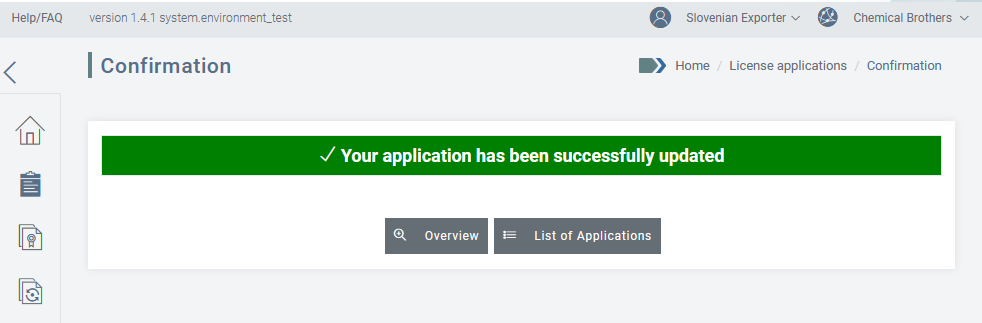 Help/FAQ version 1.4.1 system.environment_test Slovenian Exporter Chemical Brothers
Confirmation Home / License applications / Confirmation
✓ Your application has been successfully updated
Overview List of Applications